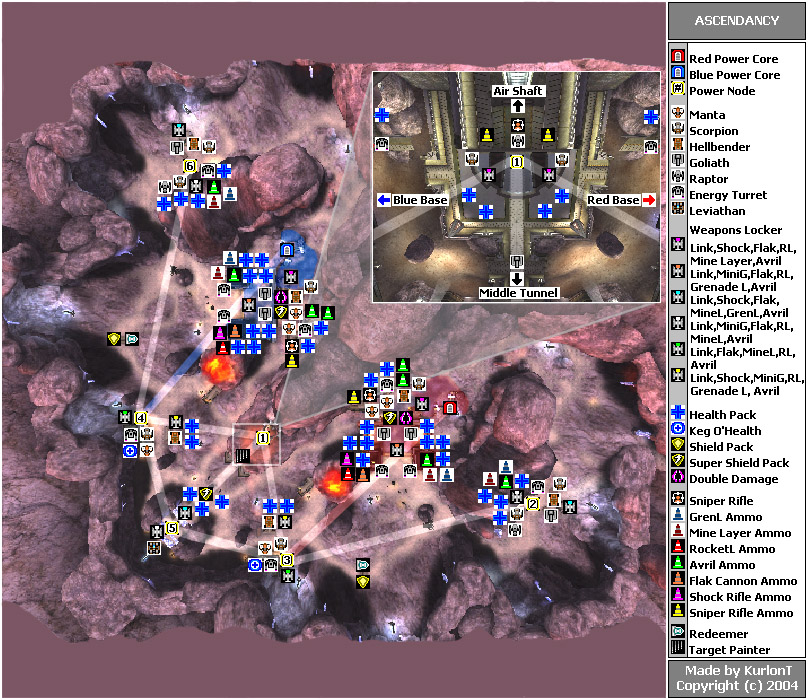 ASCENDANCY
Red Power Core
Blue Power Core
(#) Power Node
Manta
Scorpion
Hellbender
Goliath
Raptor
Energy Turret
Leviathan
Weapons Locker
Link,Shock,Flak,RL,
Mine Layer,Avril
Link,MiniG,Flak,RL,
Grenade L,Avril
Link,Shock,Flak,
MineL,GrenL,Avril
Link,MiniG,Flak,RL,
MineL,Avril
Link,Flak,MineL,RL,
Avril
Link,Shock,MiniG,RL,
Grenade L, Avril
Health Pack
Keg O'Health
Shield Pack
Super Shield Pack
Double Damage
Sniper Rifle
GrenL Ammo
Mine Layer Ammo
RocketL Ammo
Avril Ammo
Flak Cannon Ammo
Shock Rifle Ammo
Sniper Rifle Ammo
Redeemer
Target Painter
Made by KurlonT
Copyright (c) 2004
Air Shaft
(1)
Blue Base
Red Base
Middle Tunnel
(6)
(4)
(1)
(5)
(3)
(2)